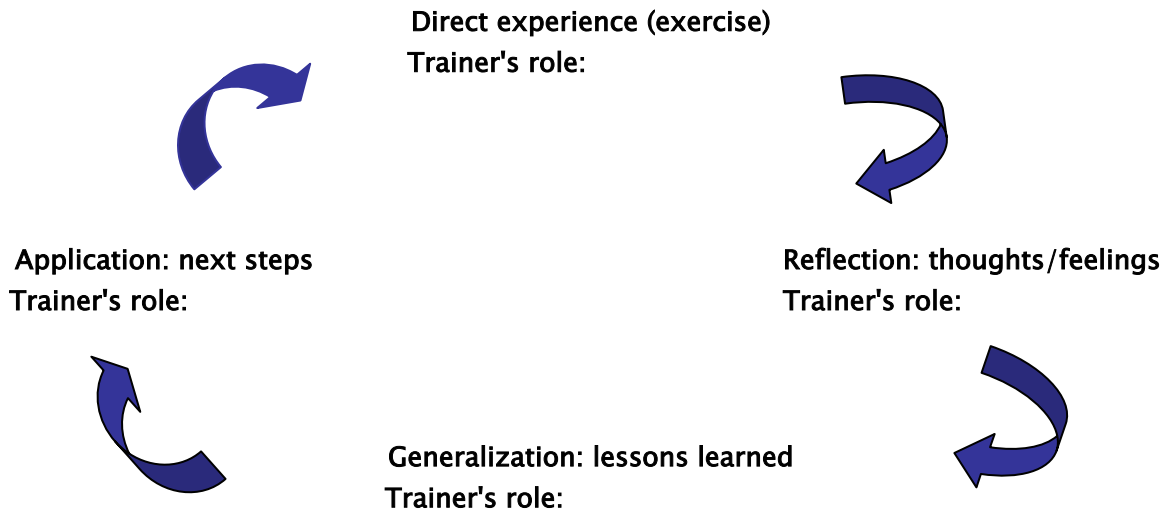 Direct experience (exercise)
Trainer's role:
Application: next steps
Trainer's role:
Reflection: thoughts/feelings
Trainer's role:
Generalization: lessons learned
Trainer's role: